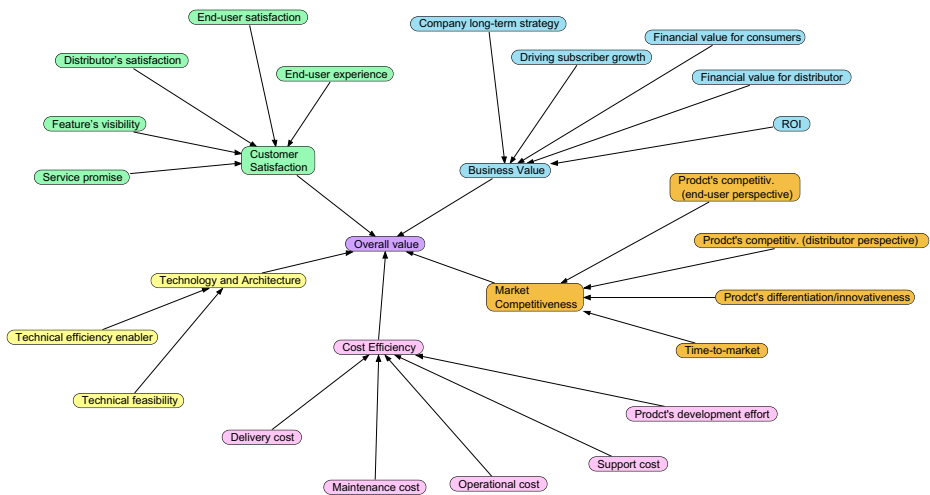 End-user satisfaction
Company long-term strategy
Financial value for consumers
Distributor's satisfaction
Driving subscriber growth
End-user experience
Financial value for distributor
Feature's visibility
ROI
Customer
Satisfaction
Service promise
Business Value
Prodct's competitiv.
(end-user perspective)
Overall value
Prodct's competitiv. (distributor perspective)
Technology and Architecture
Market
Competitiveness
Prodct's differentiation/innovativeness
Technical efficiency enabler
Cost Efficiency
Time-to-market
Technical feasibility
Prodct's development effort
Delivery cost
Support cost
Maintenance cost
Operational cost